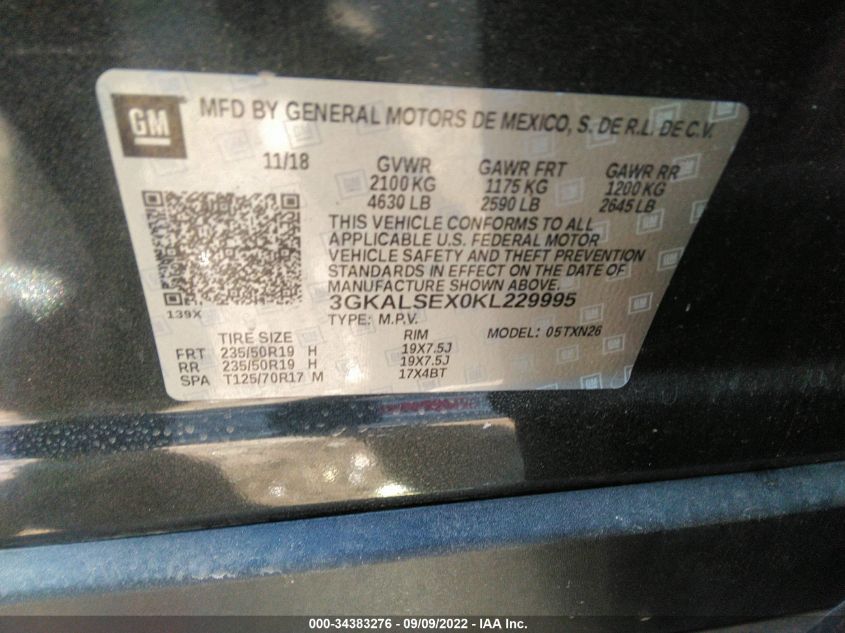 GM
MFD BY GENERAL MOTORS DE MEXICO, S. DE R.L. DE C.V.
11/18 GVWR GAWR FRT GAWR RR
2100 KG 1175 KG 1200 KG
4630 LB 2590 LB 2645 LB
THIS VEHICLE CONFORMS TO ALL
APPLICABLE U.S. FEDERAL MOTOR
VEHICLE SAFETY AND THEFT PREVENTION
STANDARDS IN EFFECT ON THE DATE OF
MANUFACTURE SHOWN ABOVE.
139X 3GKALSEX0KL229995
TYPE: M.P.V. MODEL: 05TXN26
TIRE SIZE RIM
FRT 235/50R19 H 19X7.5J
RR 235/50R19 H 19X7.5J
SPA T125/70R17 M 17X4BT
000-34383276 - 09/09/2022 - IAA Inc.